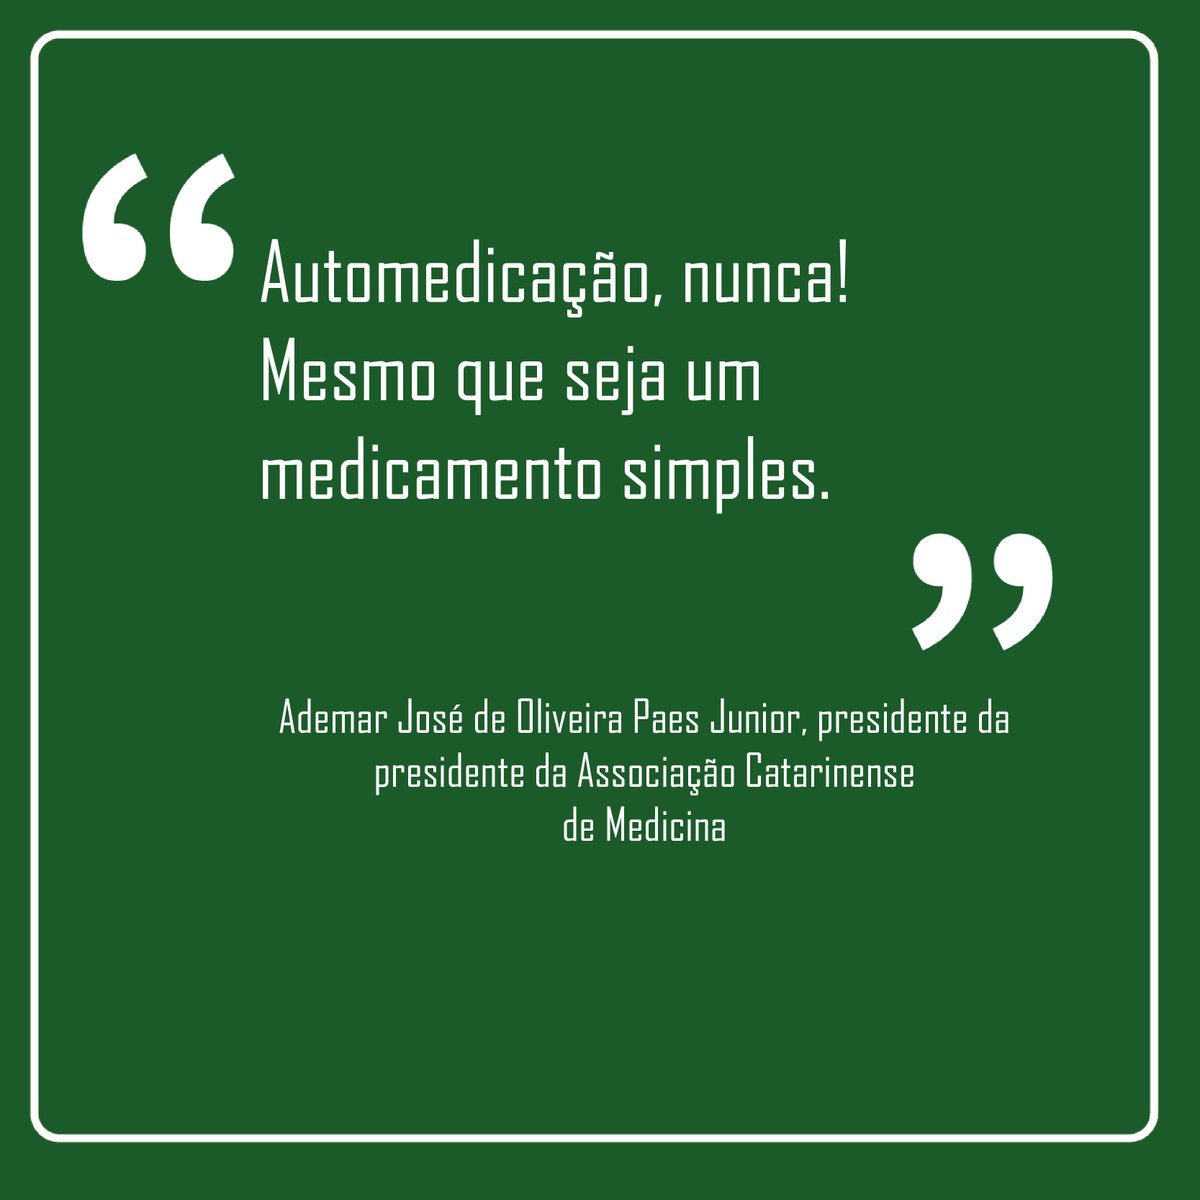 “
Automedicação, nunca!
Mesmo que seja um
medicamento simples.
”
Ademar José de Oliveira Paes Junior, presidente da
presidente da Associação Catarinense
de Medicina